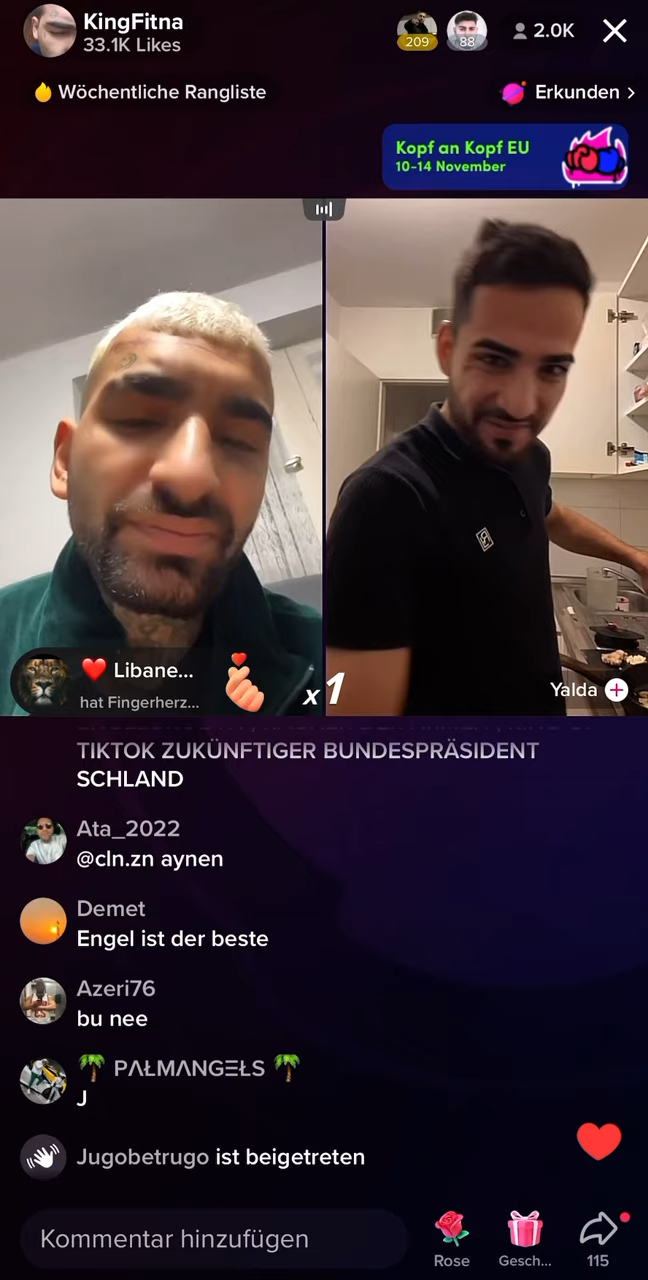 KingFitna
33.1K Likes
209
88
2.0K
Wöchentliche Rangliste
Erkunden
Kopf an Kopf EU
10-14 November
Libane...
hat Fingerherz...
x1
Yalda
TIKTOK ZUKÜNFTIGER BUNDESPRÄSIDENT
SCHLAND
Ata_2022
@cln.zn aynen
Demet
Engel ist der beste
Azeri76
bu nee
🌴 PAŁMΛNGΞŁS 🌴
J
Jugobetrugo ist beigetreten
Kommentar hinzufügen
Rose
Gesch...
115